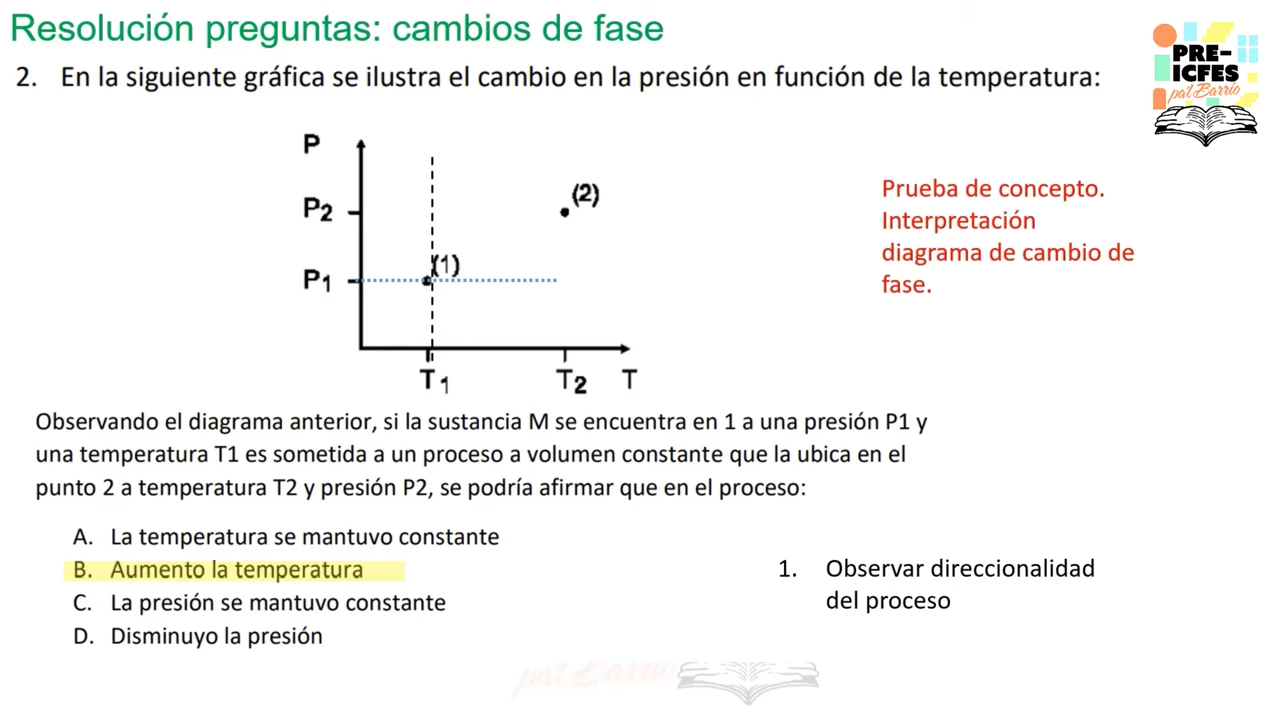 Resolución preguntas: cambios de fase
PRE-
ICFES
pa'l Barrio
2. En la siguiente gráfica se ilustra el cambio en la presión en función de la temperatura:
P
P2
(2)
P1
(1)
T1
T2
T
Prueba de concepto.
Interpretación
diagrama de cambio de
fase.
Observando el diagrama anterior, si la sustancia M se encuentra en 1 a una presión P1 y
una temperatura T1 es sometida a un proceso a volumen constante que la ubica en el
punto 2 a temperatura T2 y presión P2, se podría afirmar que en el proceso:
A. La temperatura se mantuvo constante
B. Aumento la temperatura
C. La presión se mantuvo constante
D. Disminuyo la presión
1. Observar direccionalidad
del proceso
pa'l Barrio